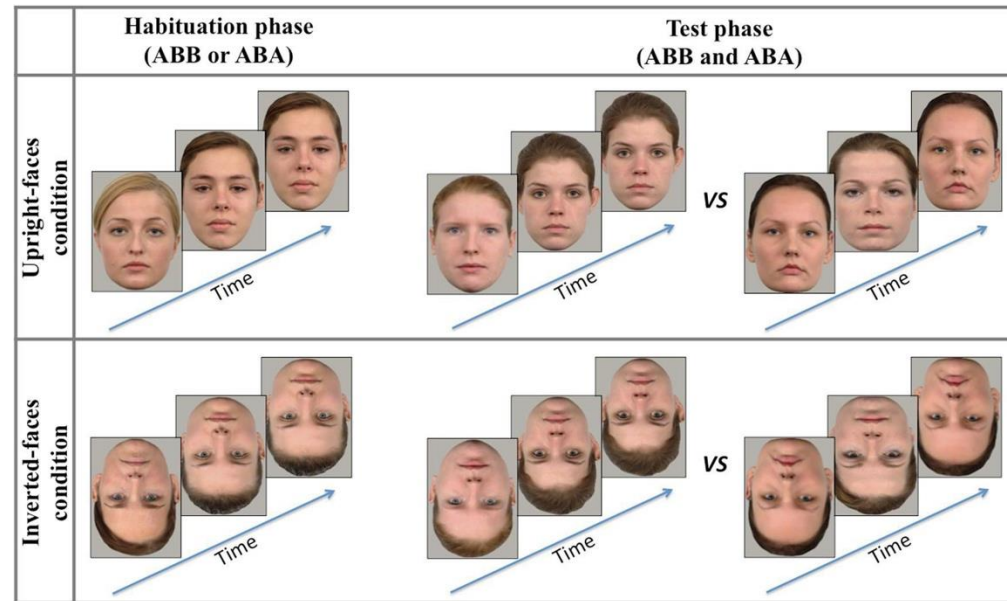 Habituation phase
(ABB or ABA)
Test phase
(ABB and ABA)
Upright-faces
condition
Time
Time
VS
Time
Inverted-faces
condition
Time
Time
VS
Time